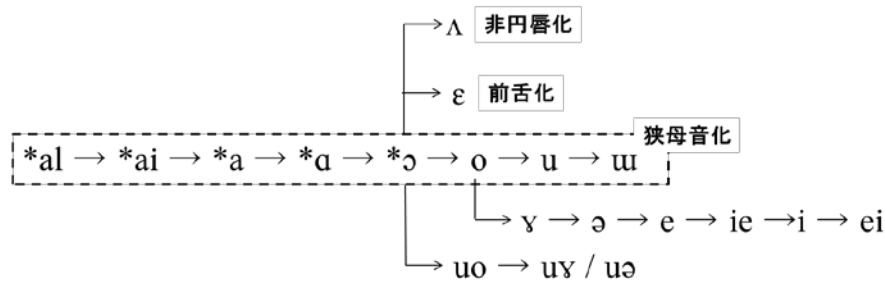 → ʌ 非円唇化
→ ɛ 前舌化
狭母音化
*al → *ai → *a → *ɑ → *ɔ → o → u → ɯ
→ ɤ → ə → e → ie → i → ei
→ uo → uɤ / uə